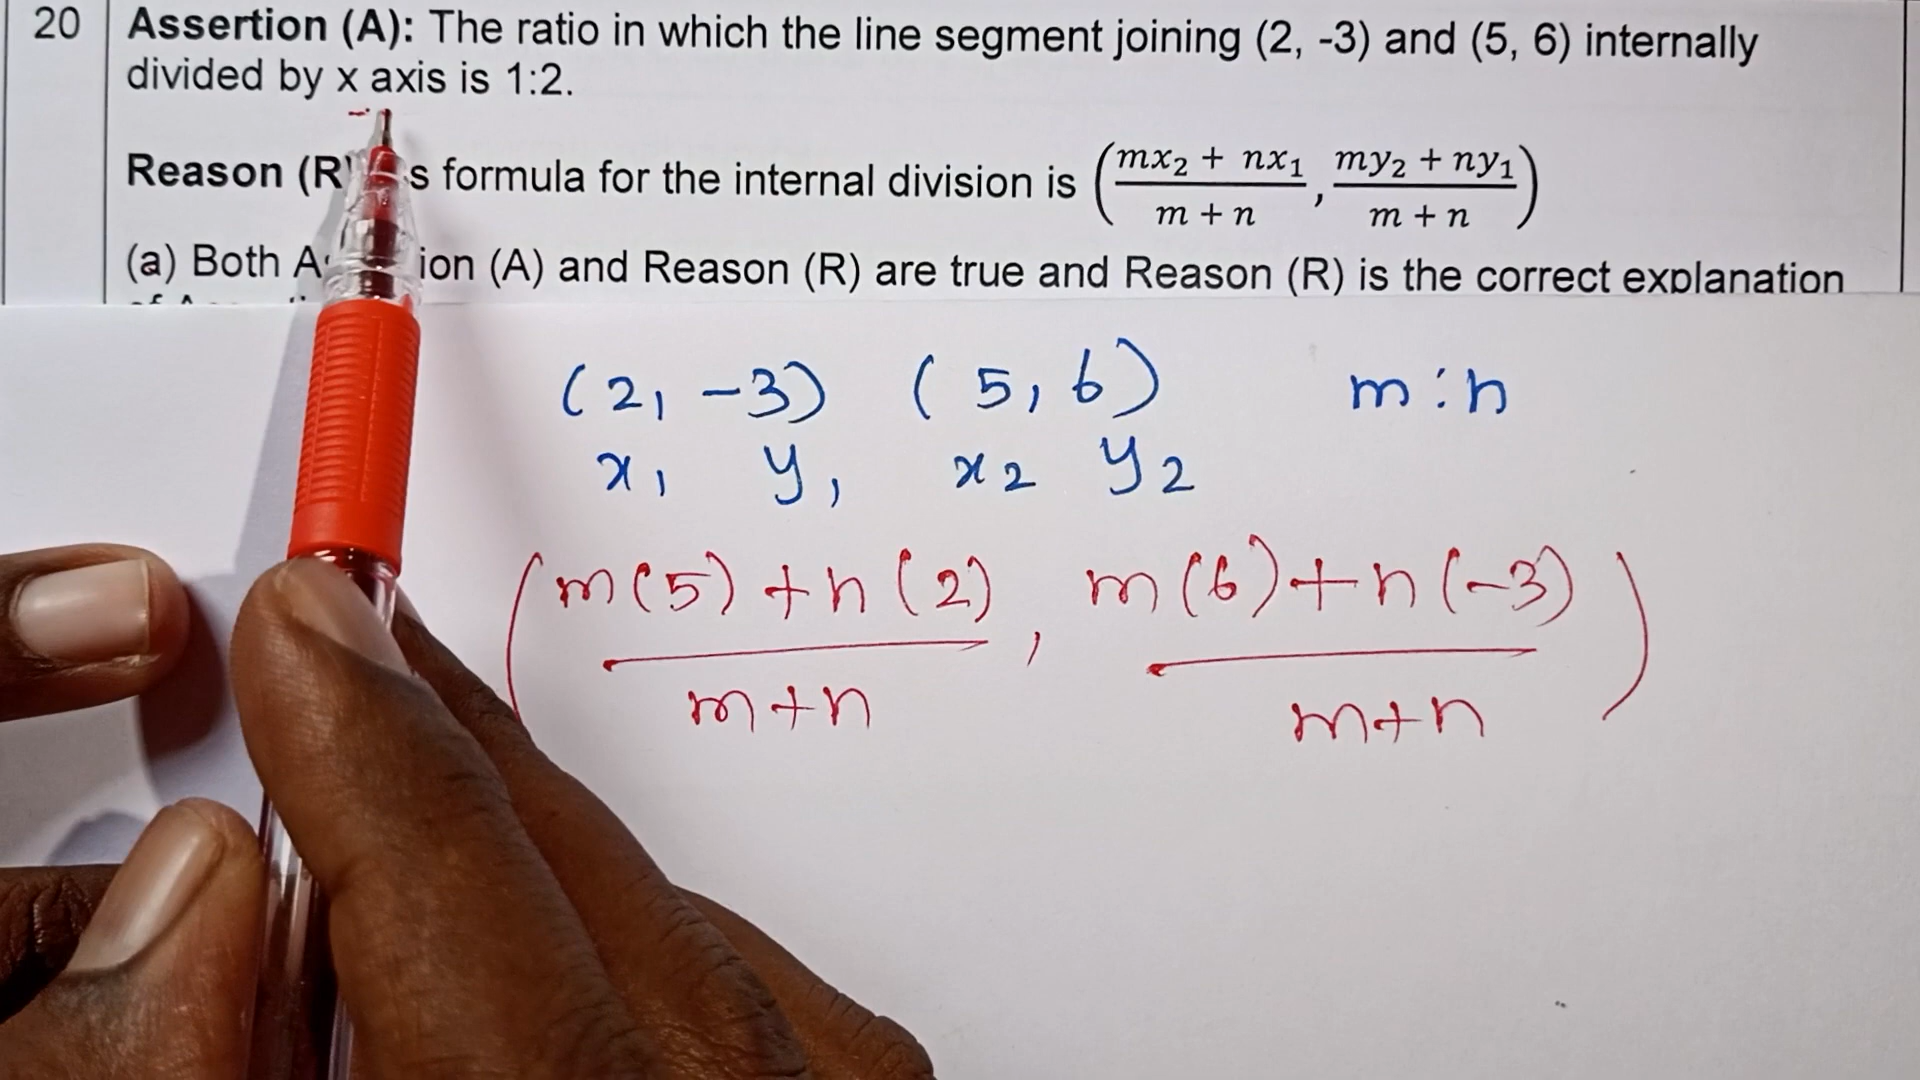 20 Assertion (A): The ratio in which the line segment joining (2, -3) and (5, 6) internally
divided by x axis is 1:2.
Reason (R) s formula for the internal division is (mx₂ + nx₁ / m + n , my₂ + ny₁ / m + n)
(a) Both A ion (A) and Reason (R) are true and Reason (R) is the correct explanation
(2, -3) (5, 6) m : n
x₁ y₁ x₂ y₂
(m(5) + n(2) / m+n , m(6) + n(-3) / m+n)